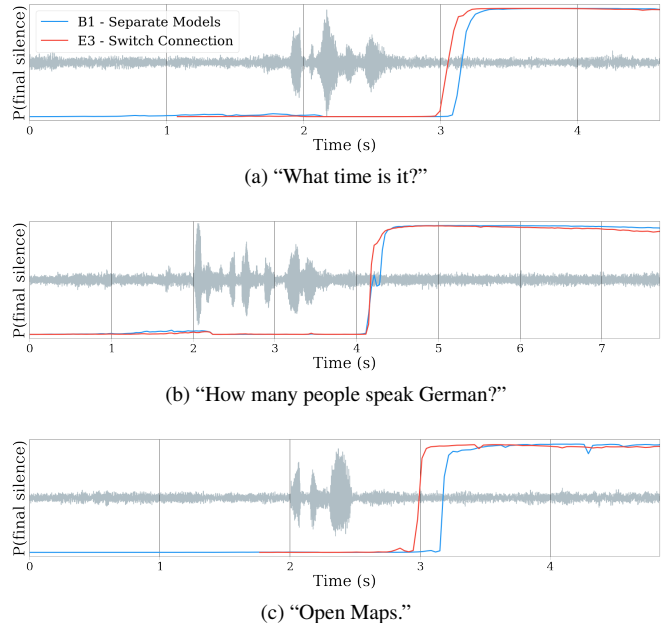 B1 - Separate Models
E3 - Switch Connection
P(final silence)
0 1 2 3 4
Time (s)
(a) “What time is it?”
P(final silence)
0 1 2 3 4 5 6 7
Time (s)
(b) “How many people speak German?”
P(final silence)
0 1 2 3 4
Time (s)
(c) “Open Maps.”